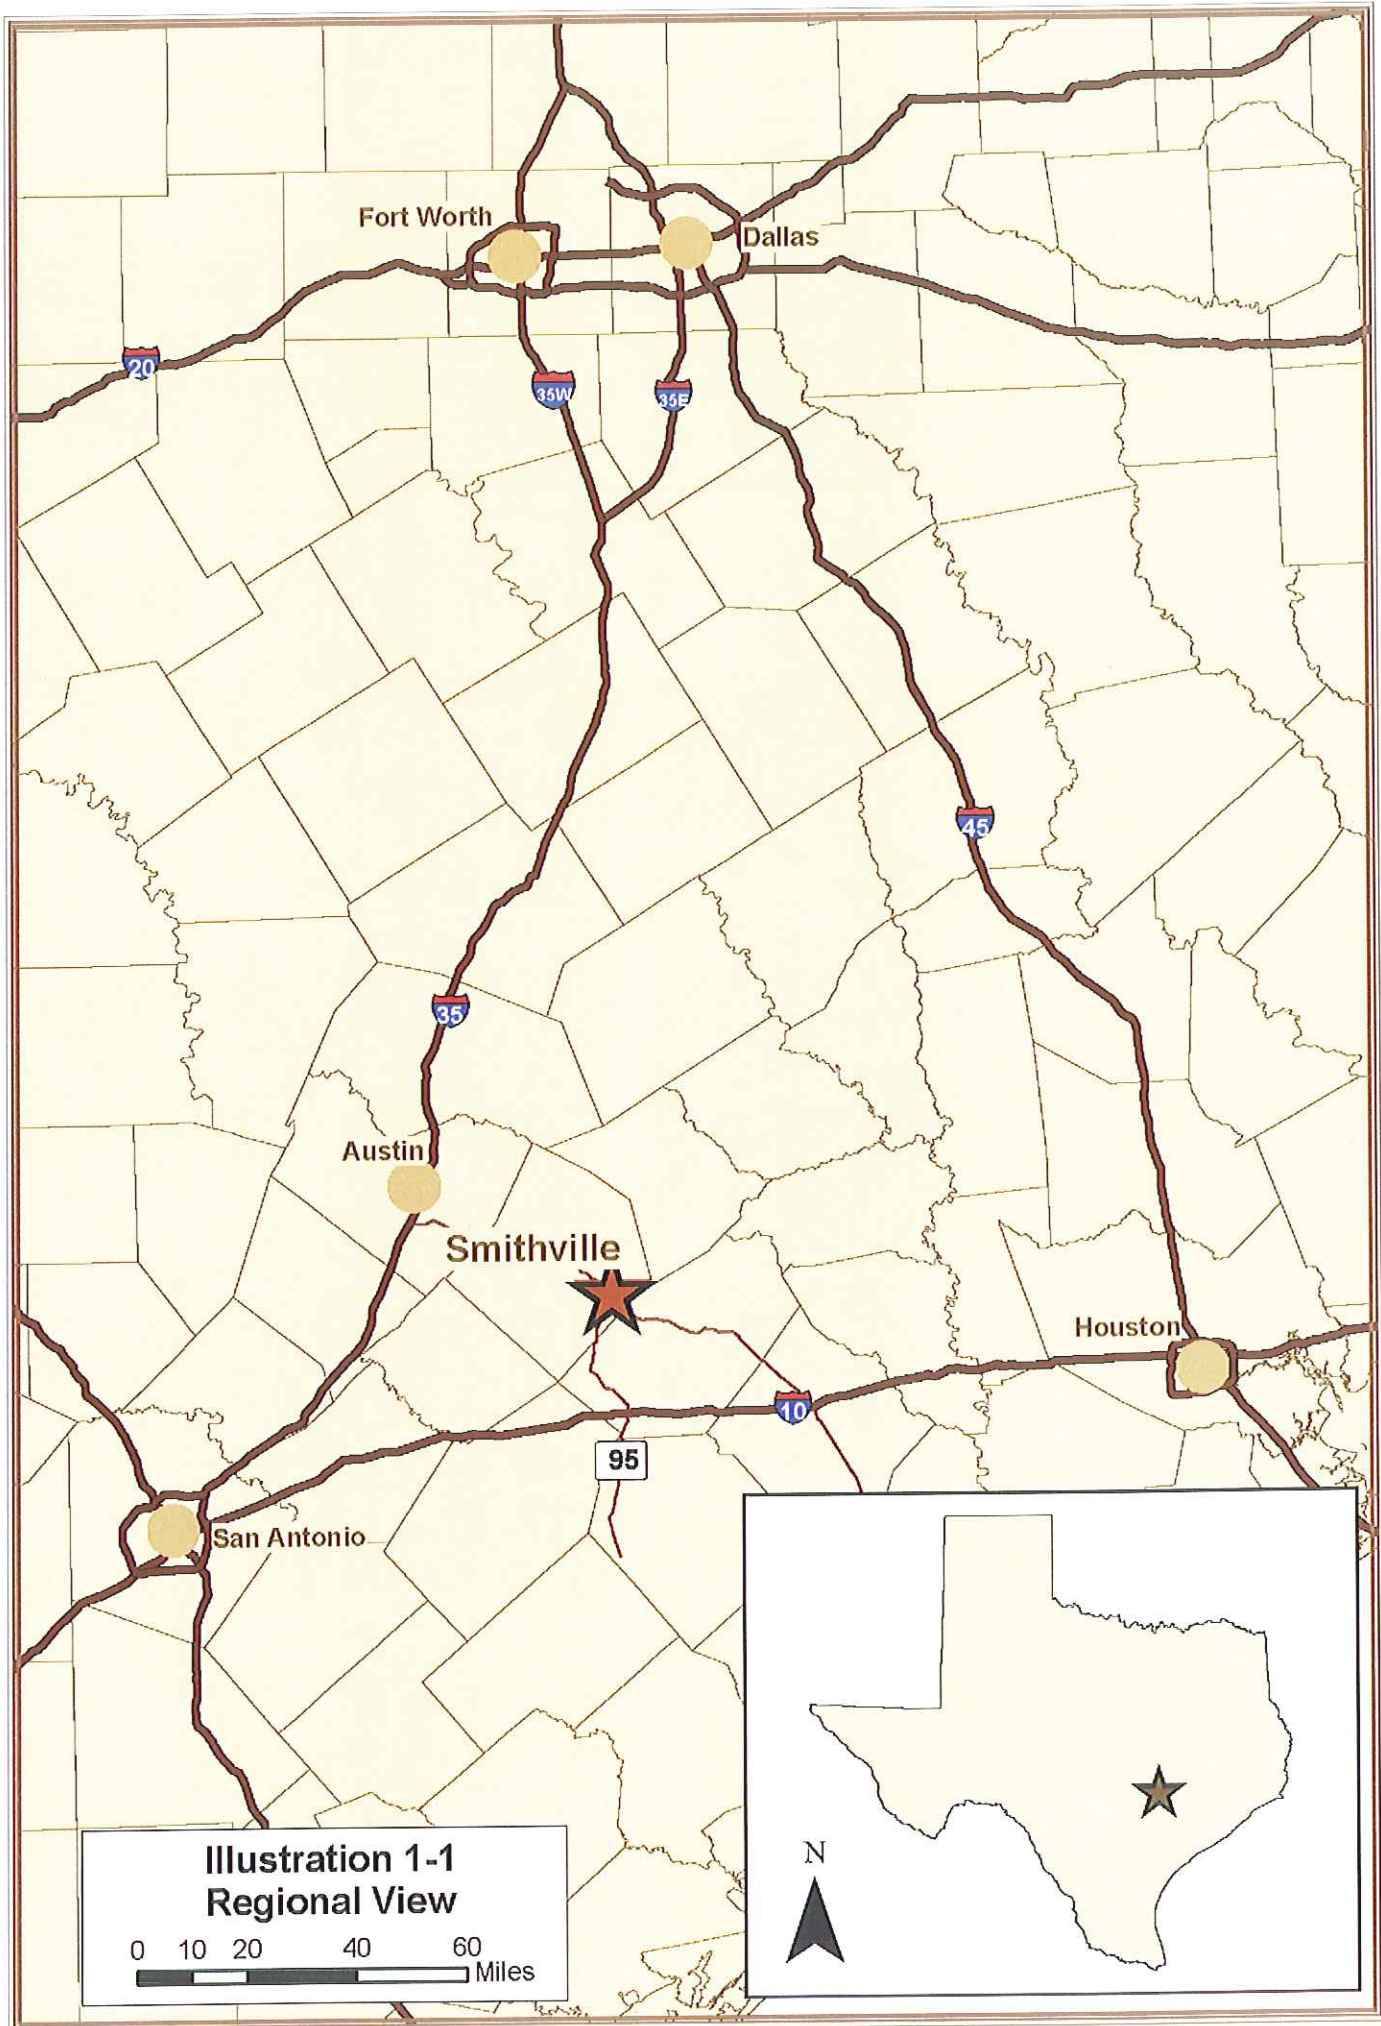 Fort Worth
Dallas
20
35W
35E
45
35
Austin
Smithville
Houston
10
95
San Antonio
N
Illustration 1-1
Regional View
0 10 20 40 60
Miles